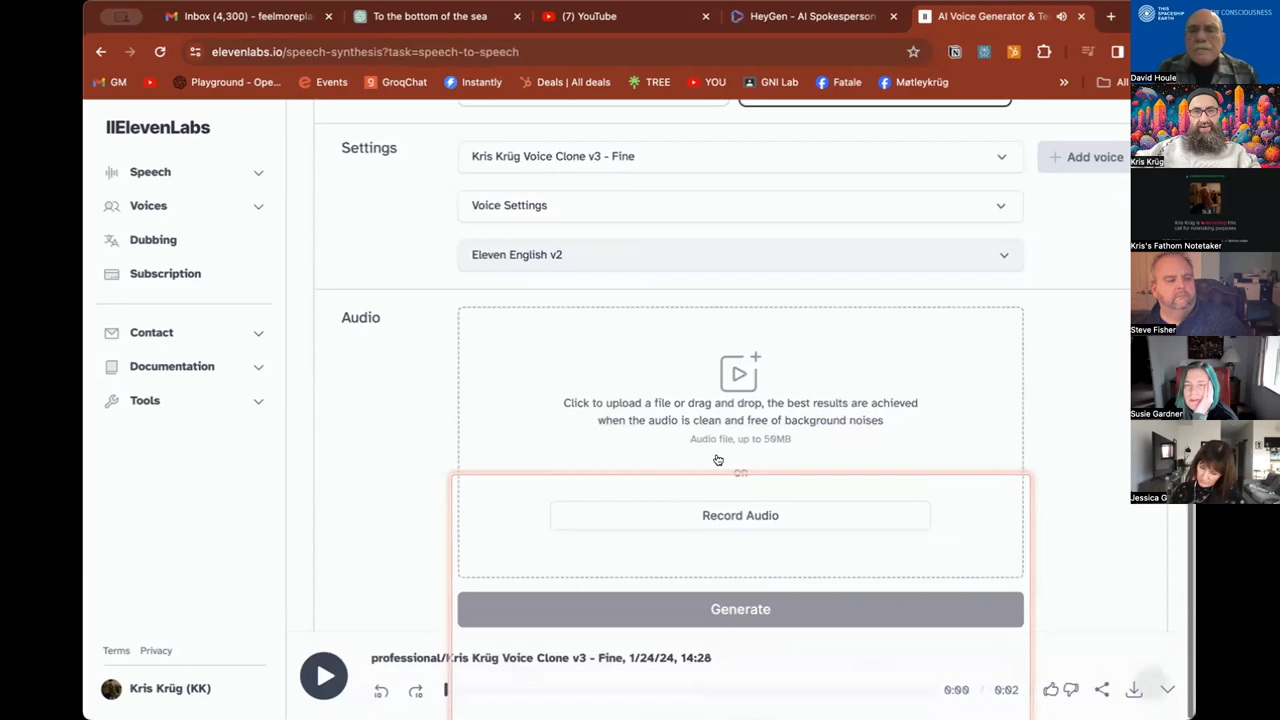 Inbox (4,300) - feelmorepla
To the bottom of the sea
(7) YouTube
HeyGen - AI Spokesperson
AI Voice Generator & Te
elevenlabs.io/speech-synthesis?task=speech-to-speech
GM
Playground - Ope...
Events
GroqChat
Instantly
Deals | All deals
TREE
YOU
GNI Lab
Fatale
Møtleykrüg
»
All
IIElevenLabs
Speech
Voices
Dubbing
Subscription
Contact
Documentation
Tools
Terms
Privacy
Kris Krüg (KK)
Settings
Kris Krüg Voice Clone v3 - Fine
+ Add voice
Voice Settings
Eleven English v2
Audio
Click to upload a file or drag and drop, the best results are achieved
when the audio is clean and free of background noises
Audio file, up to 50MB
OR
Record Audio
Generate
professional/Kris Krüg Voice Clone v3 - Fine, 1/24/24, 14:28
0:00 / 0:02
THIS
SPACESHIP
EARTH
W CONSCIOUSNESS
David Houle
Kris Krüg
Kris Krüg is recording this
call for notetaking purposes
Kris's Fathom Notetaker
Steve Fisher
Susie Gardner
Jessica G